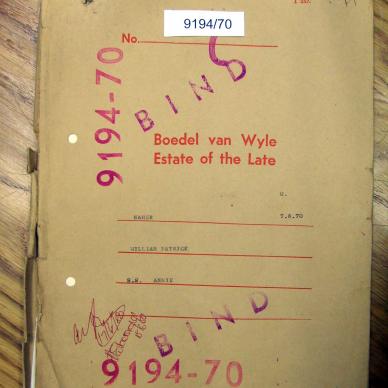 9194/70
No.
9194-70
BIND
Boedel van Wyle
Estate of the Late
7.8.70
WILLIAM PATRICK
S.S. ANNIE
BIND
9194-70